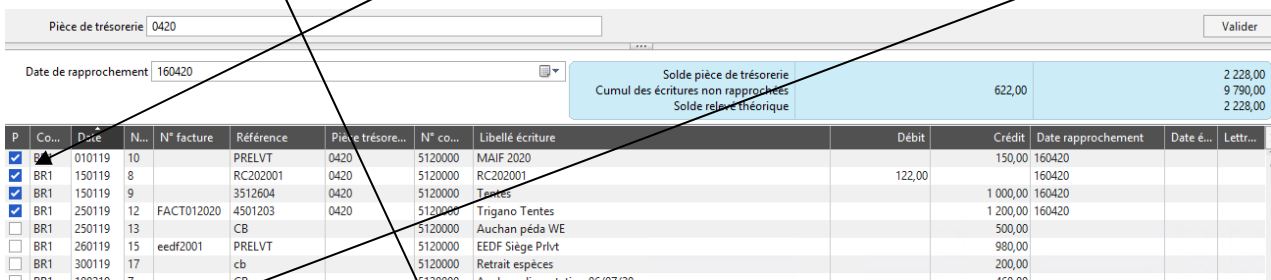 Pièce de trésorerie 0420 Valider
Date de rapprochement 160420
Solde pièce de trésorerie 2 228,00
Cumul des écritures non rapprochées 622,00 9 790,00
Solde relevé théorique 2 228,00
P Co... Date N... N° facture Référence Pièce trésore... N° co... Libellé écriture Débit Crédit Date rapprochement Date é... Lettr...
BR1 010119 10 PRELVT 0420 5120000 MAIF 2020 150,00 160420
BR1 150119 8 RC202001 0420 5120000 RC202001 122,00 160420
BR1 150119 9 3512604 0420 5120000 Tentes 1 000,00 160420
BR1 250119 12 FACT012020 4501203 0420 5120000 Trigano Tentes 1 200,00 160420
BR1 250119 13 CB 5120000 Auchan péda WE 500,00
BR1 260119 15 eedf2001 PRELVT 5120000 EEDF Siège Prlvt 980,00
BR1 300119 17 cb 5120000 Retrait espèces 200,00